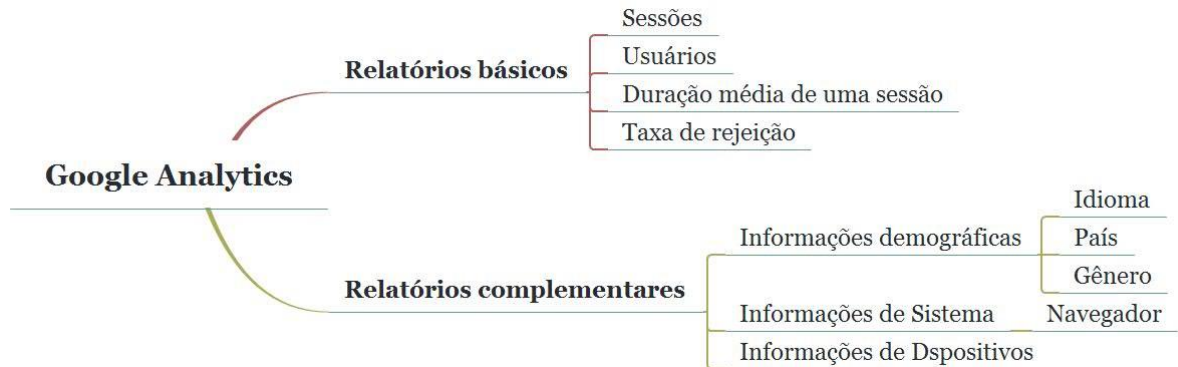 Google Analytics
Relatórios básicos
Sessões
Usuários
Duração média de uma sessão
Taxa de rejeição
Relatórios complementares
Informações demográficas
Idioma
País
Gênero
Informações de Sistema
Navegador
Informações de Dspositivos